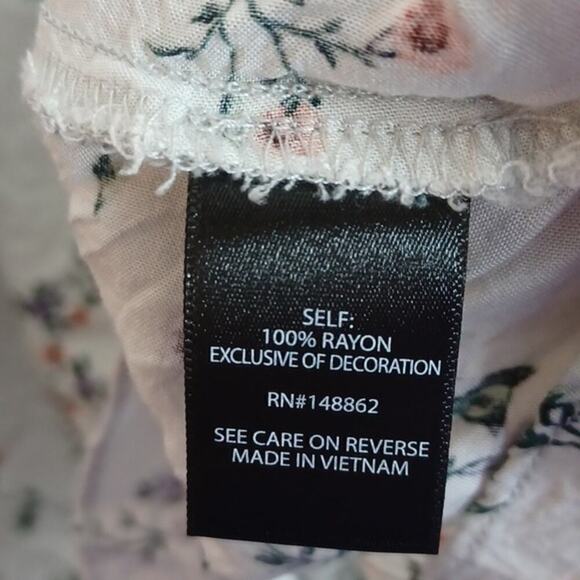 SELF:
100% RAYON
EXCLUSIVE OF DECORATION
RN#148862
SEE CARE ON REVERSE
MADE IN VIETNAM